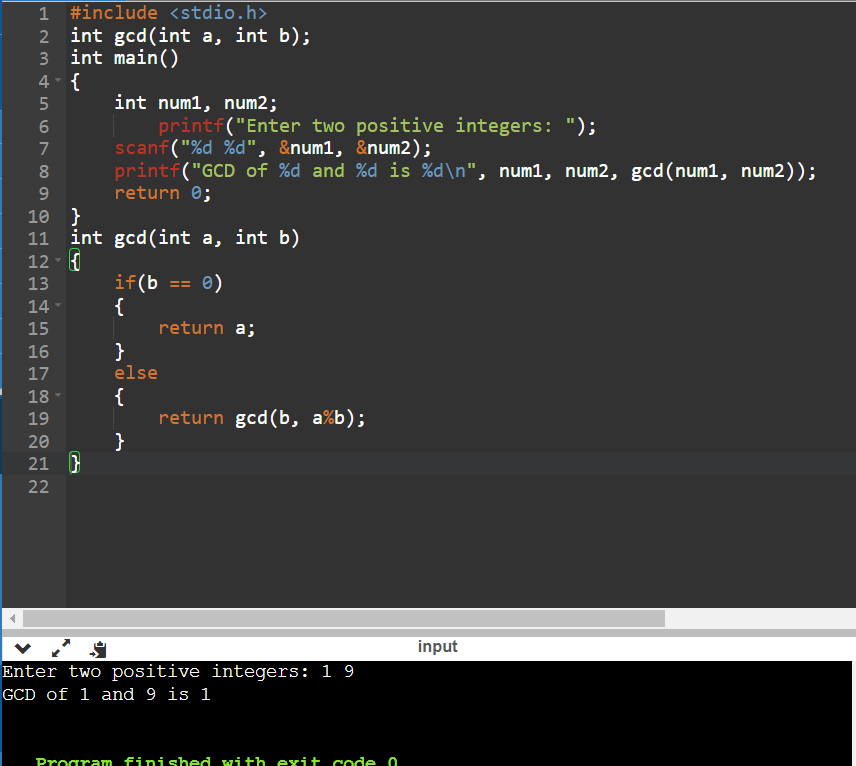 1 #include <stdio.h>
2 int gcd(int a, int b);
3 int main()
4 {
5 int num1, num2;
6 printf("Enter two positive integers: ");
7 scanf("%d %d", &num1, &num2);
8 printf("GCD of %d and %d is %d\n", num1, num2, gcd(num1, num2));
9 return 0;
10 }
11 int gcd(int a, int b)
12 {
13 if(b == 0)
14 {
15 return a;
16 }
17 else
18 {
19 return gcd(b, a%b);
20 }
21 }
22
input
Enter two positive integers: 1 9
GCD of 1 and 9 is 1
Program finished with exit code 0